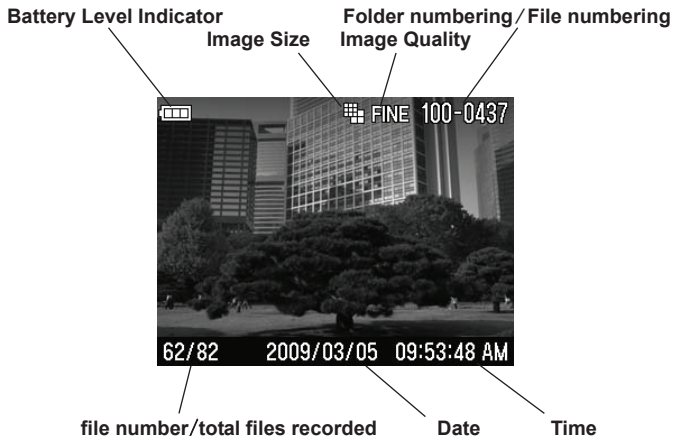 Battery Level Indicator
Folder numbering/File numbering
Image Size
Image Quality
FINE 100-0437
62/82 2009/03/05 09:53:48 AM
file number/total files recorded
Date
Time